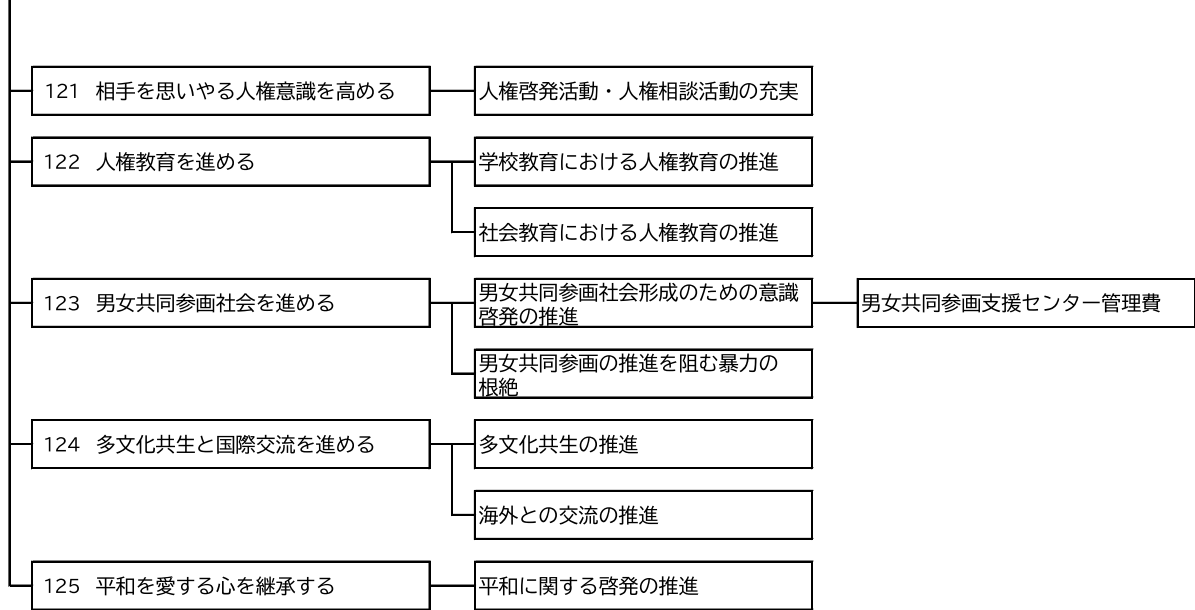 121 相手を思いやる人権意識を高める
人権啓発活動・人権相談活動の充実
122 人権教育を進める
学校教育における人権教育の推進
社会教育における人権教育の推進
123 男女共同参画社会を進める
男女共同参画社会形成のための意識
啓発の推進
男女共同参画支援センター管理費
男女共同参画の推進を阻む暴力の
根絶
124 多文化共生と国際交流を進める
多文化共生の推進
海外との交流の推進
125 平和を愛する心を継承する
平和に関する啓発の推進